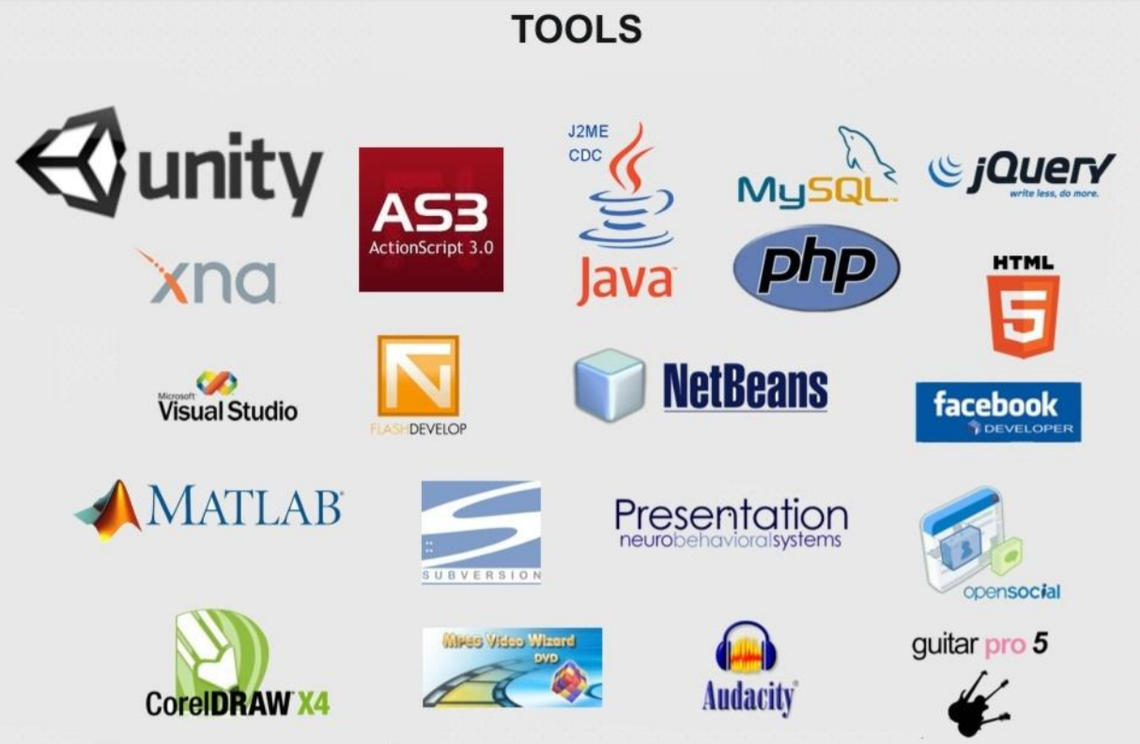 TOOLS
unity
AS3
ActionScript 3.0
J2ME
CDC
Java
MySQL
php
jQuery
write less, do more.
xna
HTML
5
Microsoft
Visual Studio
FLASHDEVELOP
NetBeans
facebook
DEVELOPER
MATLAB
SUBVERSION
Presentation
neurobehavioralsystems
opensocial
CorelDRAW X4
MPEG Video Wizard
DVD
Audacity
guitar pro 5